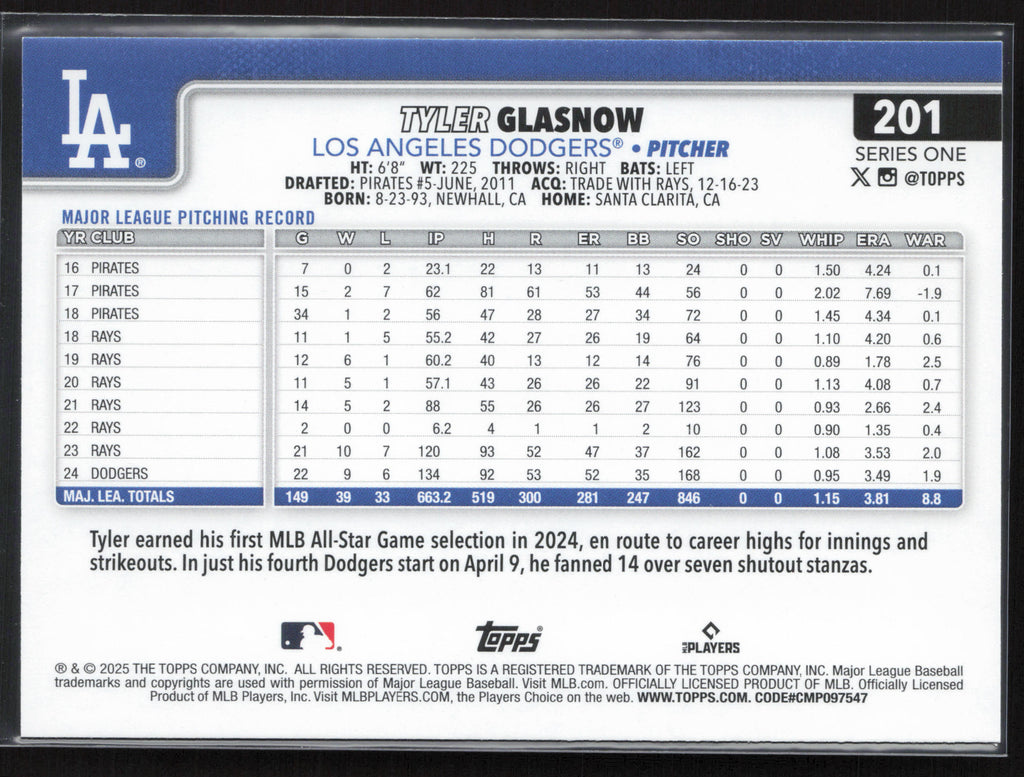 LA®
TYLER GLASNOW
201
LOS ANGELES DODGERS® • PITCHER
SERIES ONE
HT: 6'8" WT: 225 THROWS: RIGHT BATS: LEFT
X @TOPPS
DRAFTED: PIRATES #5-JUNE, 2011 ACQ: TRADE WITH RAYS, 12-16-23
BORN: 8-23-93, NEWHALL, CA HOME: SANTA CLARITA, CA
MAJOR LEAGUE PITCHING RECORD
YR CLUB G W L IP H R ER BB SO SHO SV WHIP ERA WAR
16 PIRATES 7 0 2 23.1 22 13 11 13 24 0 0 1.50 4.24 0.1
17 PIRATES 15 2 7 62 81 61 53 44 56 0 0 2.02 7.69 -1.9
18 PIRATES 34 1 2 56 47 28 27 34 72 0 0 1.45 4.34 0.1
18 RAYS 11 1 5 55.2 42 27 26 19 64 0 0 1.10 4.20 0.6
19 RAYS 12 6 1 60.2 40 13 12 14 76 0 0 0.89 1.78 2.5
20 RAYS 11 5 1 57.1 43 26 26 22 91 0 0 1.13 4.08 0.7
21 RAYS 14 5 2 88 55 26 26 27 123 0 0 0.93 2.66 2.4
22 RAYS 2 0 0 6.2 4 1 1 2 10 0 0 0.90 1.35 0.4
23 RAYS 21 10 7 120 93 52 47 37 162 0 0 1.08 3.53 2.0
24 DODGERS 22 9 6 134 92 53 52 35 168 0 0 0.95 3.49 1.9
MAJ. LEA. TOTALS 149 39 33 663.2 519 300 281 247 846 0 0 1.15 3.81 8.8
Tyler earned his first MLB All-Star Game selection in 2024, en route to career highs for innings and
strikeouts. In just his fourth Dodgers start on April 9, he fanned 14 over seven shutout stanzas.
Topps®
MLB PLAYERS
® & © 2025 THE TOPPS COMPANY, INC. ALL RIGHTS RESERVED. TOPPS IS A REGISTERED TRADEMARK OF THE TOPPS COMPANY, INC. Major League Baseball
trademarks and copyrights are used with permission of Major League Baseball. Visit MLB.com. OFFICIALLY LICENSED PRODUCT OF MLB. Officially Licensed
Product of MLB Players, Inc. Visit MLBPLAYERS.COM, the Players Choice on the web. WWW.TOPPS.COM. CODE#CMP097547